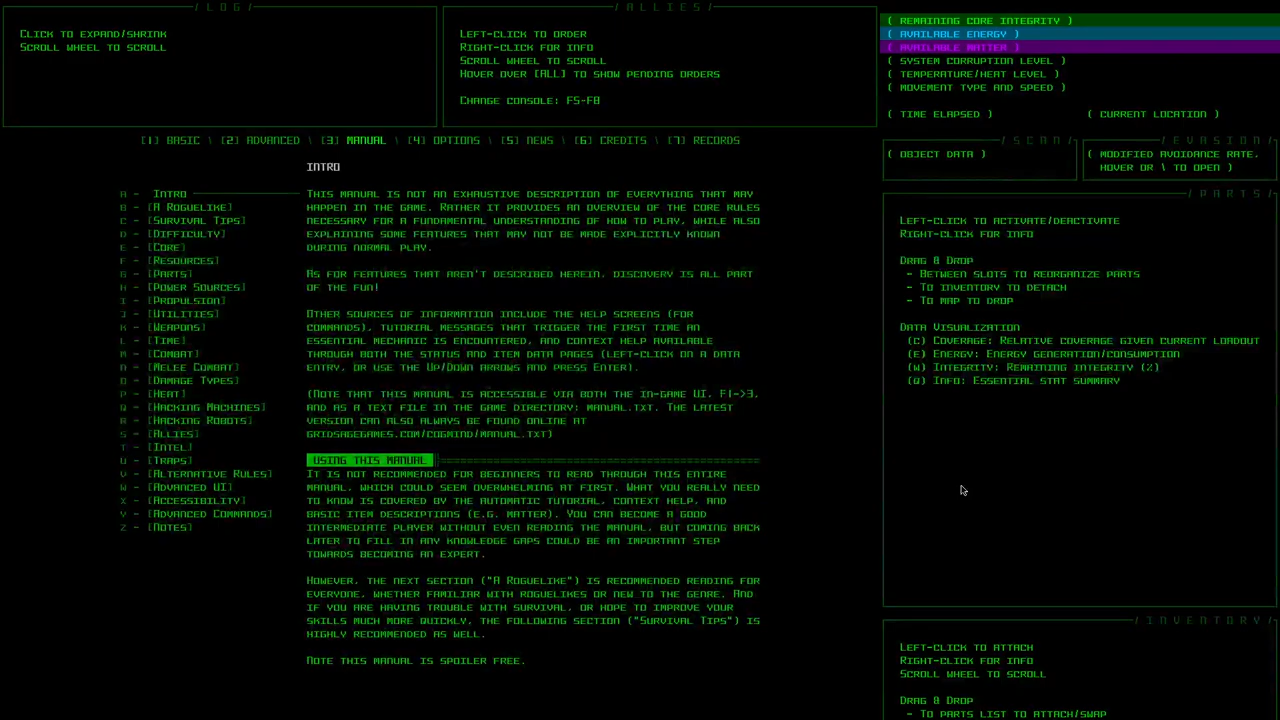 / L O G /
Click to expand/shrink
Scroll wheel to scroll
/ A L L I E S /
Left-click to order
Right-click for info
Scroll wheel to scroll
Hover over [ALL] to show pending orders
Change console: F5-F8
( Remaining core integrity )
( Available energy )
( Available matter )
( System corruption level )
( Temperature/heat level )
( Movement type and speed )
( Time elapsed )
( Current location )
/ S C A N /
( Object data )
/ E V A S I O N /
( Modified avoidance rate.
Hover or \ to open )
[1] Basic \ [2] Advanced \ [3] Manual \ [4] Options \ [5] News \ [6] Credits \ [7] Records
A - Intro
B - [A Roguelike]
C - [Survival Tips]
D - [Difficulty]
E - [Core]
F - [Resources]
G - [Parts]
H - [Power Sources]
I - [Propulsion]
J - [Utilities]
K - [Weapons]
L - [Time]
M - [Combat]
N - [Melee Combat]
O - [Damage Types]
P - [Heat]
Q - [Hacking Machines]
R - [Hacking Robots]
S - [Allies]
T - [Intel]
U - [Traps]
V - [Alternative Rules]
W - [Advanced UI]
X - [Accessibility]
Y - [Advanced Commands]
Z - [Notes]
INTRO
This manual is not an exhaustive description of everything that may
happen in the game. Rather it provides an overview of the core rules
necessary for a fundamental understanding of how to play, while also
explaining some features that may not be made explicitly known
during normal play.
As for features that aren't described herein, discovery is all part
of the fun!
Other sources of information include the help screens (for
commands), tutorial messages that trigger the first time an
essential mechanic is encountered, and context help available
through both the status and item data pages (left-click on a data
entry, or use the Up/Down arrows and press Enter).
(Note that this manual is accessible via both the in-game UI, F1->3,
and as a text file in the game directory: manual.txt. The latest
version can also always be found online at
gridsagegames.com/cogmind/manual.txt)
USING THIS MANUAL
It is not recommended for beginners to read through this entire
manual, which could seem overwhelming at first. What you really need
to know is covered by the automatic tutorial, context help, and
basic item descriptions (e.g. Matter). You can become a good
intermediate player without even reading the manual, but coming back
later to fill in any knowledge gaps could be an important step
towards becoming an expert.
However, the next section ("A Roguelike") is recommended reading for
everyone, whether familiar with roguelikes or new to the genre. And
if you are having trouble with survival, or hope to improve your
skills much more quickly, the following section ("Survival Tips") is
highly recommended as well.
Note this manual is spoiler free.
/ P A R T S /
Left-click to activate/deactivate
Right-click for info
Drag & Drop
- Between slots to reorganize parts
- To inventory to detach
- To map to drop
Data Visualization
(C) Coverage: Relative coverage given current loadout
(E) Energy: Energy generation/consumption
(W) Integrity: Remaining integrity (%)
(Q) Info: Essential stat summary
/ I N V E N T O R Y /
Left-click to attach
Right-click for info
Scroll wheel to scroll
Drag & Drop
- To parts list to attach/swap